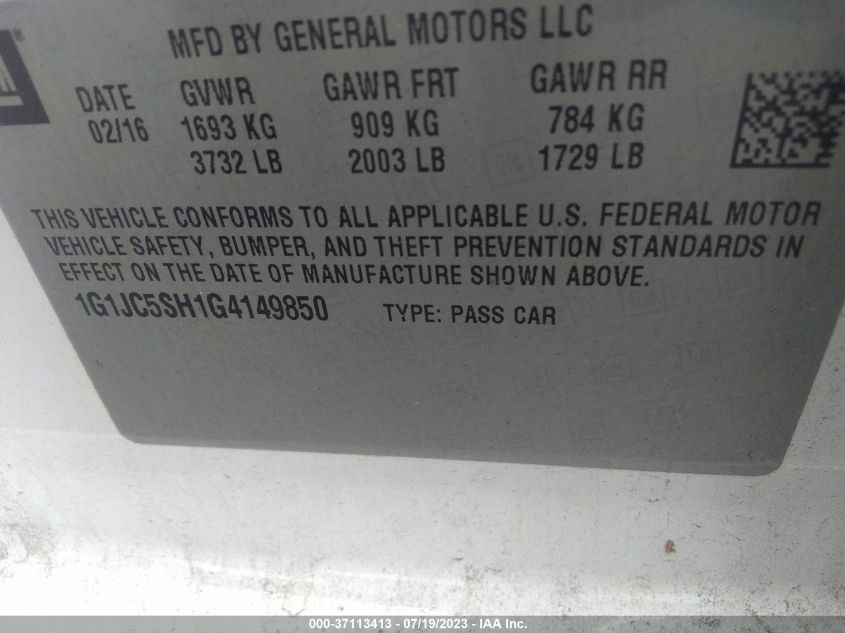 MFD BY GENERAL MOTORS LLC
DATE GVWR GAWR FRT GAWR RR
02/16 1693 KG 909 KG 784 KG
3732 LB 2003 LB 1729 LB
THIS VEHICLE CONFORMS TO ALL APPLICABLE U.S. FEDERAL MOTOR
VEHICLE SAFETY, BUMPER, AND THEFT PREVENTION STANDARDS IN
EFFECT ON THE DATE OF MANUFACTURE SHOWN ABOVE.
1G1JC5SH1G4149850 TYPE: PASS CAR
000-37113413 - 07/19/2023 - IAA Inc.